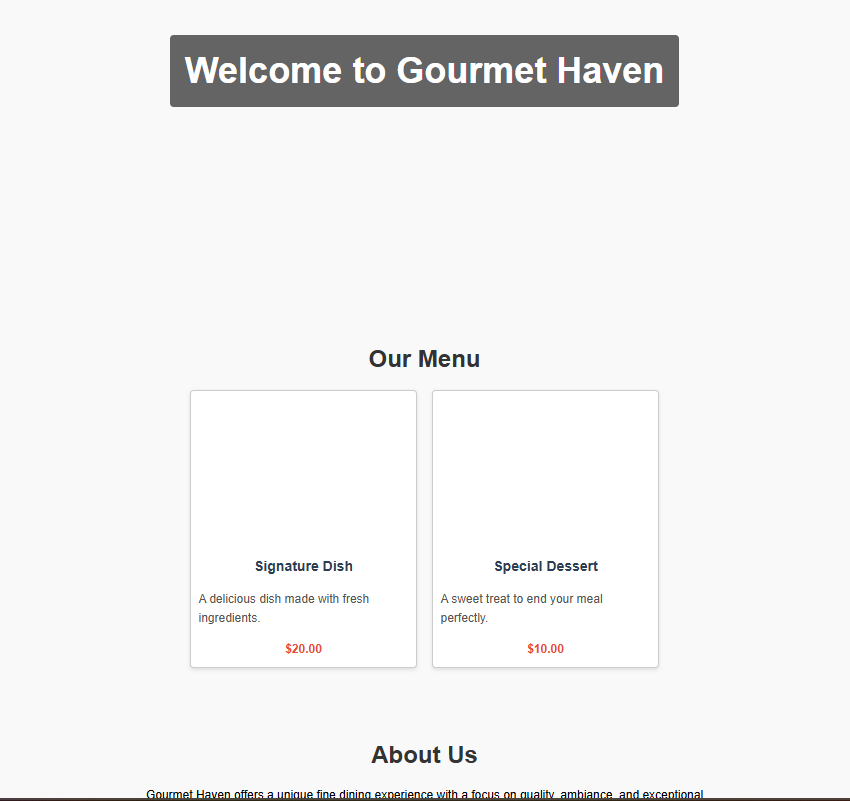 Welcome to Gourmet Haven
Our Menu
Signature Dish
A delicious dish made with fresh
ingredients.
$20.00
Special Dessert
A sweet treat to end your meal
perfectly.
$10.00
About Us
Gourmet Haven offers a unique fine dining experience with a focus on quality, ambiance, and exceptional